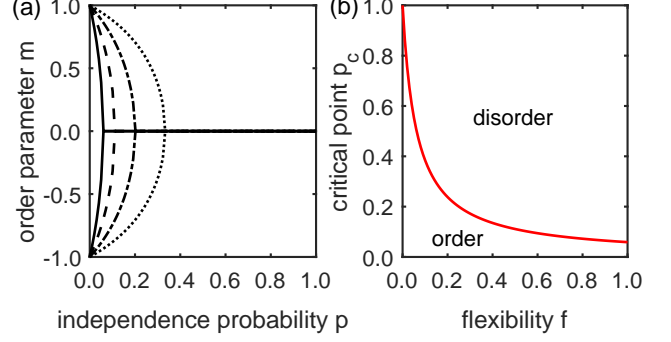 (a)
order parameter m
1.0
0.5
0.0
-0.5
-1.0
0.0 0.2 0.4 0.6 0.8 1.0
independence probability p
(b)
critical point p_c
1.0
0.8
0.6
0.4
0.2
0.0
disorder
order
0.0 0.2 0.4 0.6 0.8 1.0
flexibility f